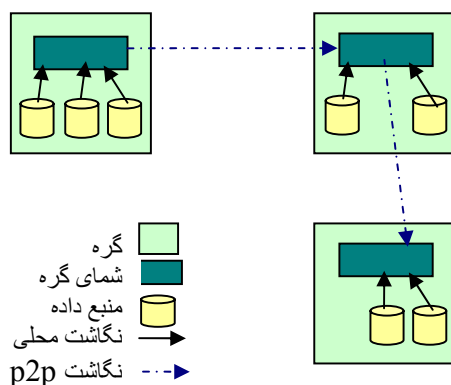 گره
شمای گره
منبع داده
نگاشت محلی
نگاشت p2p